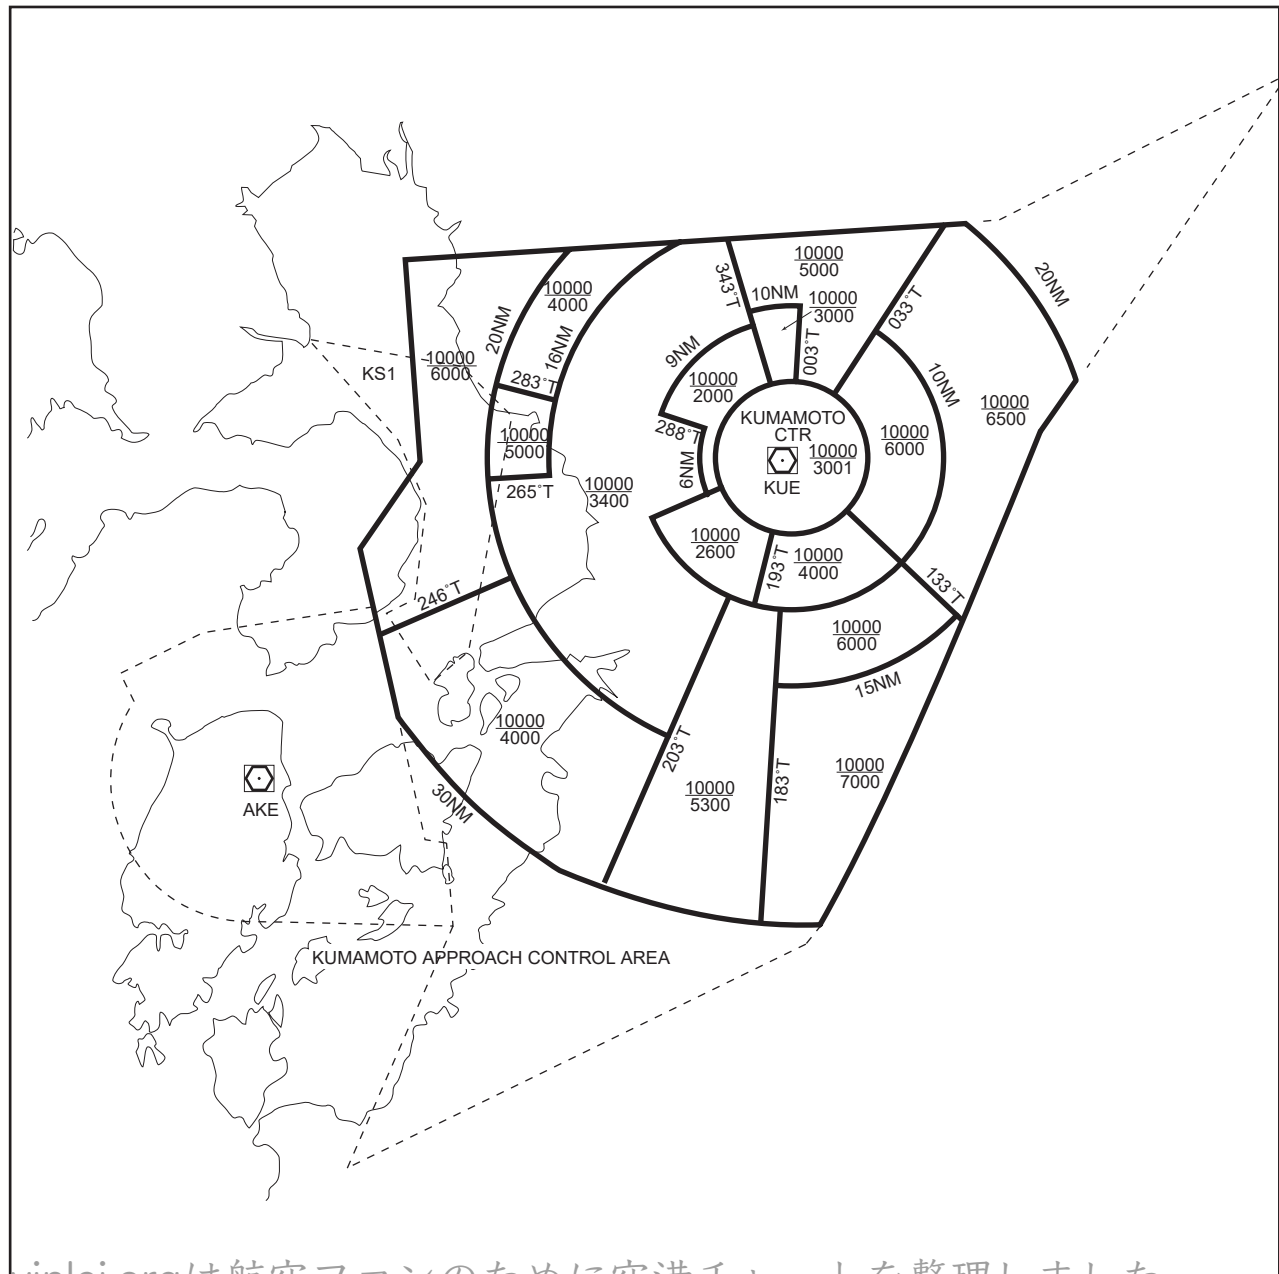 10000
5000
20NM
343°T
10NM
10000
3000
10000
4000
033°T
20NM
16NM
003°T
9NM
10000
6000
KS1
283°T
10000
2000
10NM
10000
6500
KUMAMOTO
CTR
288°T
10000
6000
10000
5000
10000
3001
6NM
KUE
265°T
10000
3400
10000
2600
193°T
10000
4000
133°T
246°T
10000
6000
15NM
10000
4000
203°T
183°T
10000
7000
10000
5300
30NM
AKE
KUMAMOTO APPROACH CONTROL AREA